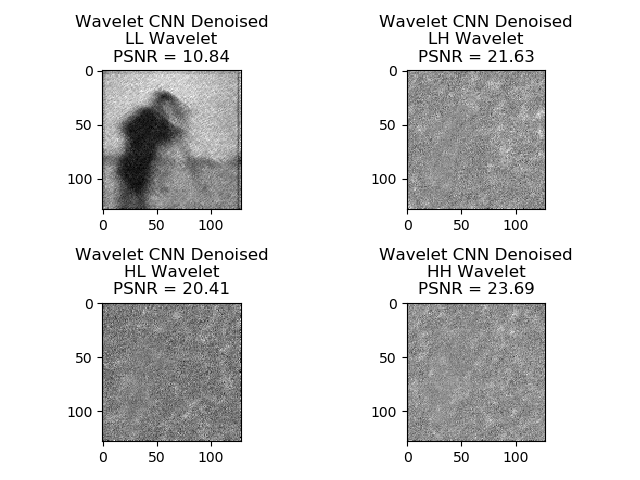 Wavelet CNN Denoised
LL Wavelet
PSNR = 10.84
0
50
100
0 50 100
Wavelet CNN Denoised
LH Wavelet
PSNR = 21.63
0
50
100
0 50 100
Wavelet CNN Denoised
HL Wavelet
PSNR = 20.41
0
50
100
0 50 100
Wavelet CNN Denoised
HH Wavelet
PSNR = 23.69
0
50
100
0 50 100